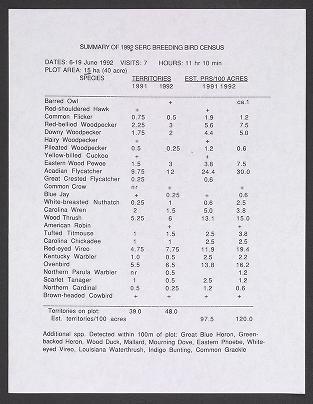 SUMMARY OF 1992 SERC BREEDING BIRD CENSUS
DATES: 6-19 June 1992 VISITS: 7 HOURS: 11 hr 10 min
PLOT AREA: 15 ha (40 acre)
SPECIES TERRITORIES EST. PRS/100 ACRES
1991 1992 1991 1992
Barred Owl + ca.1
Red-shouldered Hawk + +
Common Flicker 0.75 0.5 1.9 1.2
Red-bellied Woodpecker 2.25 3 5.6 7.5
Downy Woodpecker 1.75 2 4.4 5.0
Hairy Woodpecker + +
Pileated Woodpecker 0.5 0.25 1.2 0.6
Yellow-billed Cuckoo + +
Eastern Wood Pewee 1.5 3 3.8 7.5
Acadian Flycatcher 9.75 12 24.4 30.0
Great Crested Flycatcher 0.25 0.6
Common Crow nr + +
Blue Jay + 0.25 + 0.6
White-breasted Nuthatch 0.25 1 0.6 2.5
Carolina Wren 2 1.5 5.0 3.8
Wood Thrush 5.25 6 13.1 15.0
American Robin + +
Tufted Titmouse 1 1.5 2.5 3.8
Carolina Chickadee 1 1 2.5 2.5
Red-eyed Vireo 4.75 7.75 11.9 19.4
Kentucky Warbler 1.0 0.5 2.5 2.2
Ovenbird 5.5 6.5 13.8 16.2
Northern Parula Warbler nr 0.5 1.2
Scarlet Tanager 1 0.5 2.5 1.2
Northern Cardinal 0.5 0.25 1.2 0.6
Brown-headed Cowbird + + + +
Territories on plot: 39.0 48.0
Est. territories/100 acres 97.5 120.0
Additional spp. Detected within 100m of plot: Great Blue Heron, Green-
backed Heron, Wood Duck, Mallard, Mourning Dove, Eastern Phoebe, White-
eyed Vireo, Louisiana Waterthrush, Indigo Bunting, Common Grackle